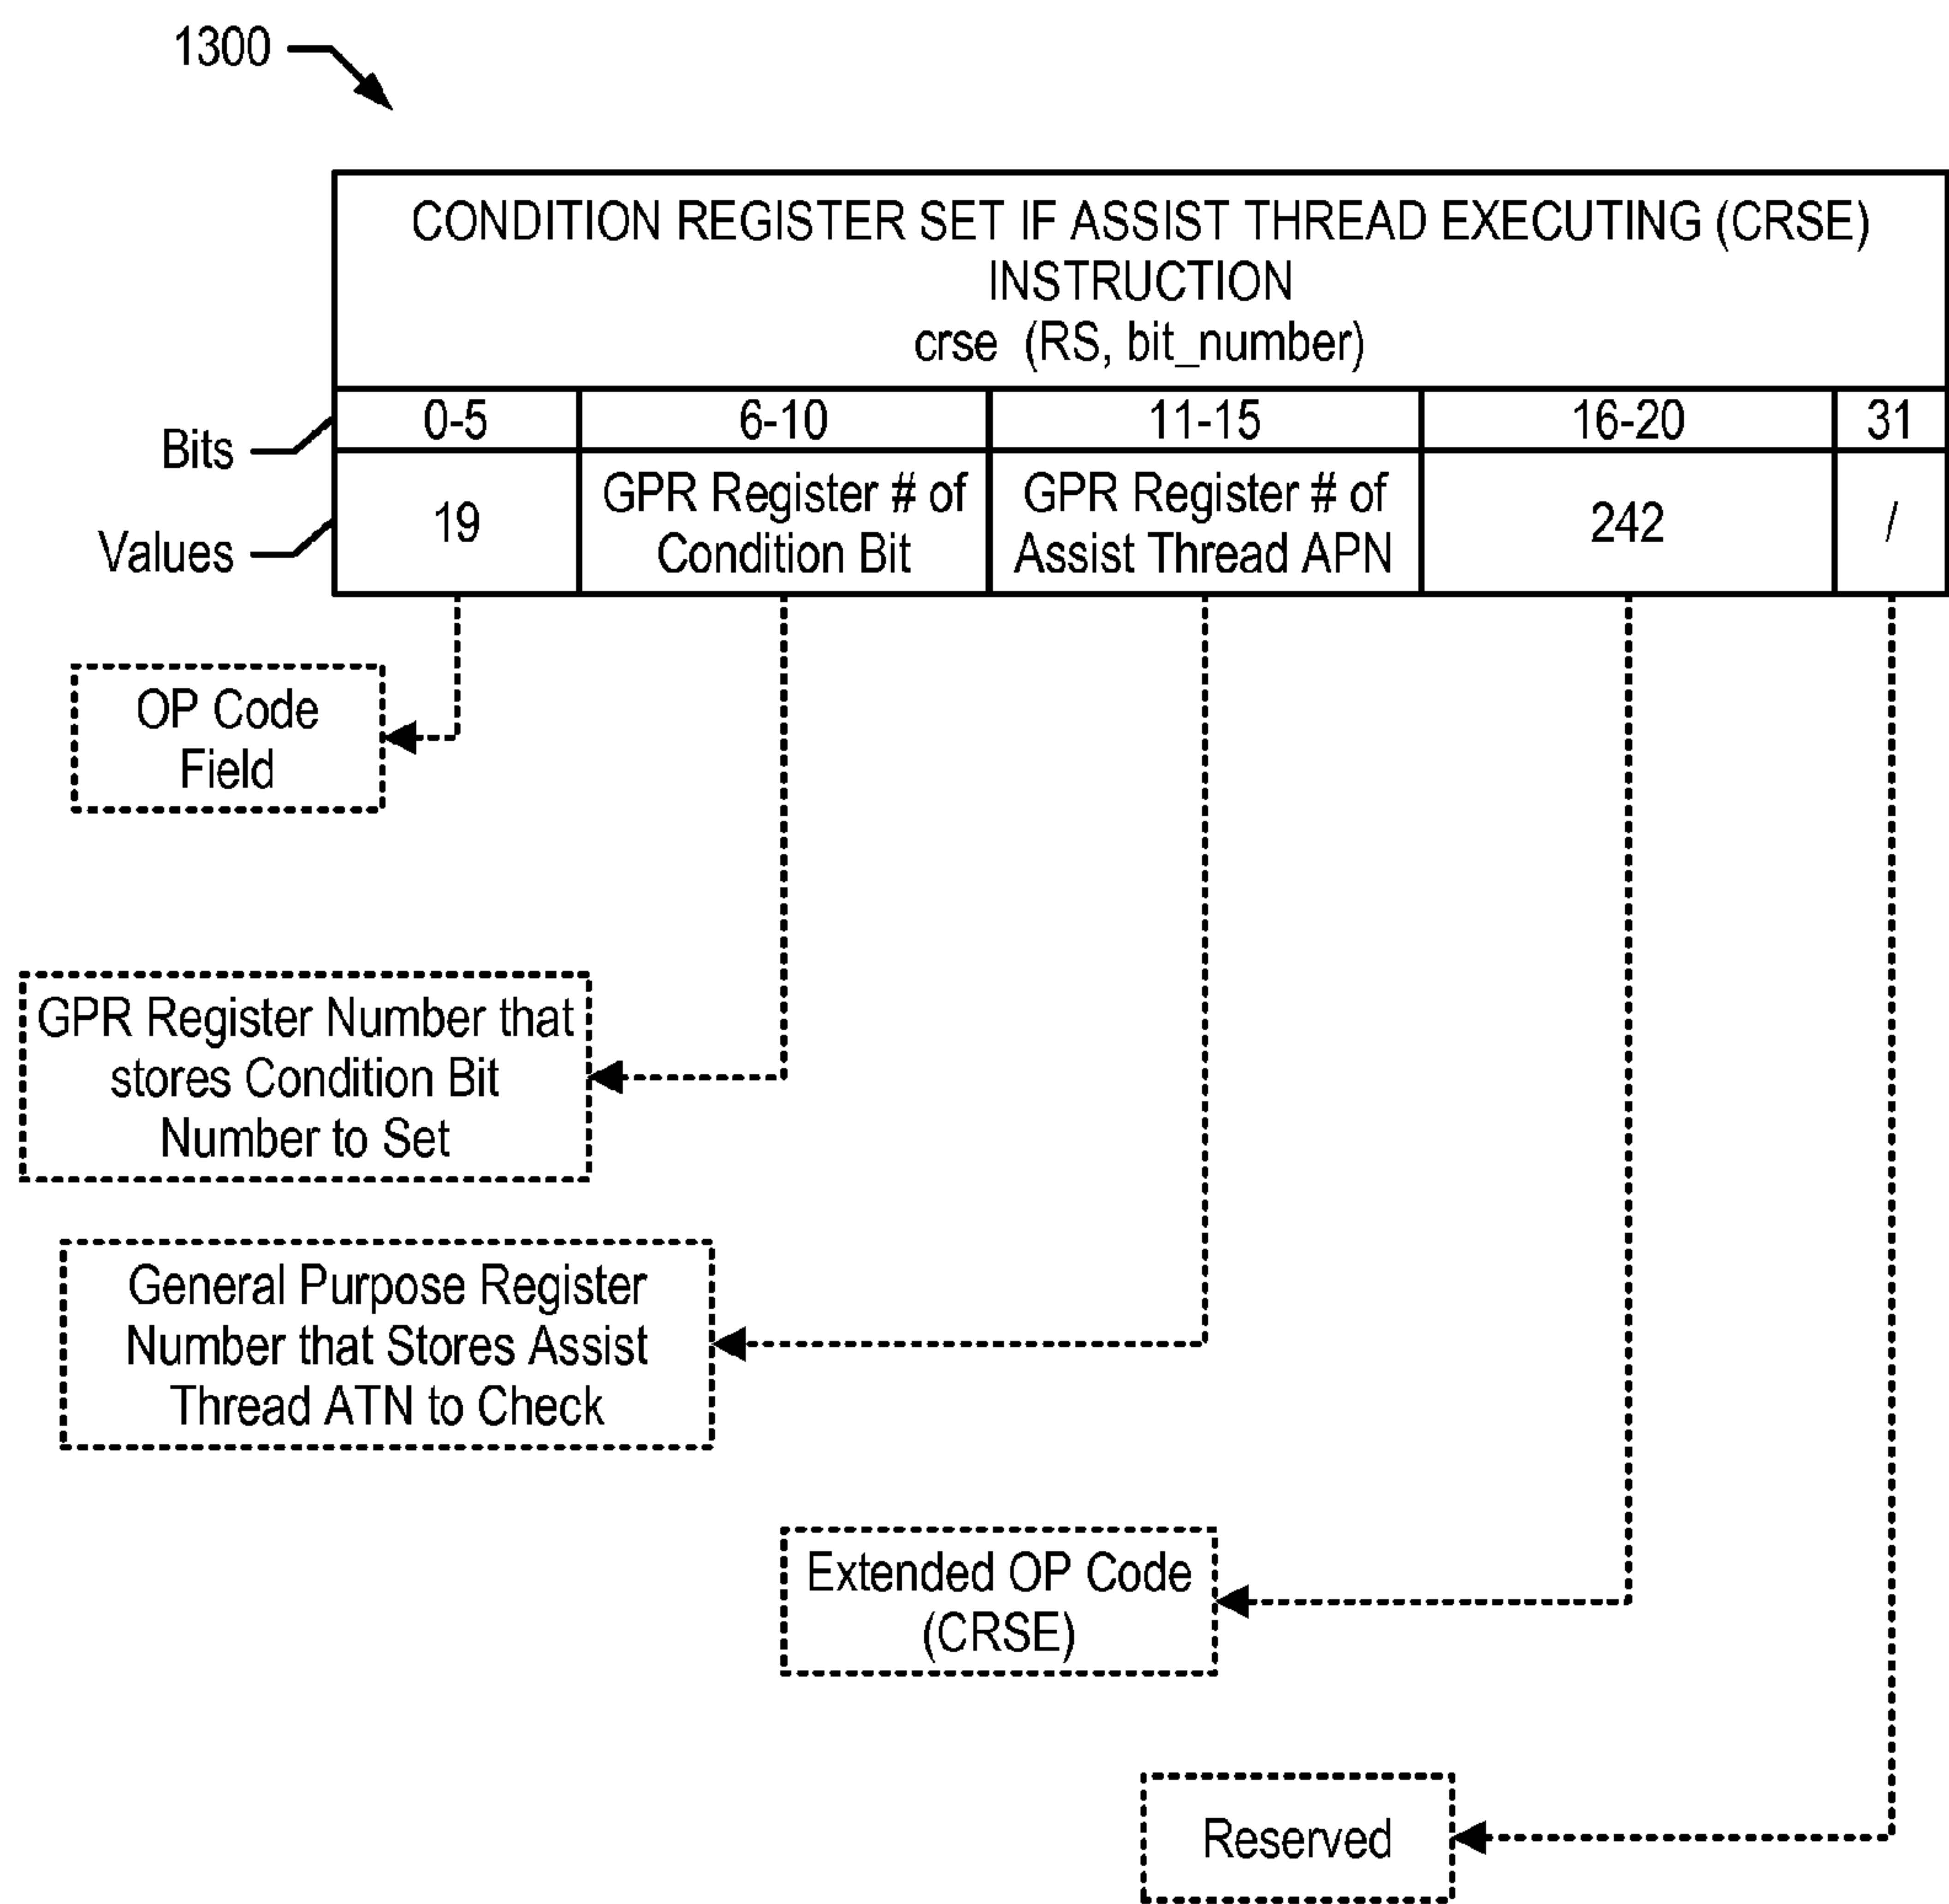 1300
CONDITION REGISTER SET IF ASSIST THREAD EXECUTING (CRSE)
INSTRUCTION
crse (RS, bit_number)
Bits
0-5
6-10
11-15
16-20
31
Values
19
GPR Register # of
Condition Bit
GPR Register # of
Assist Thread APN
242
/
OP Code
Field
GPR Register Number that
stores Condition Bit
Number to Set
General Purpose Register
Number that Stores Assist
Thread ATN to Check
Extended OP Code
(CRSE)
Reserved